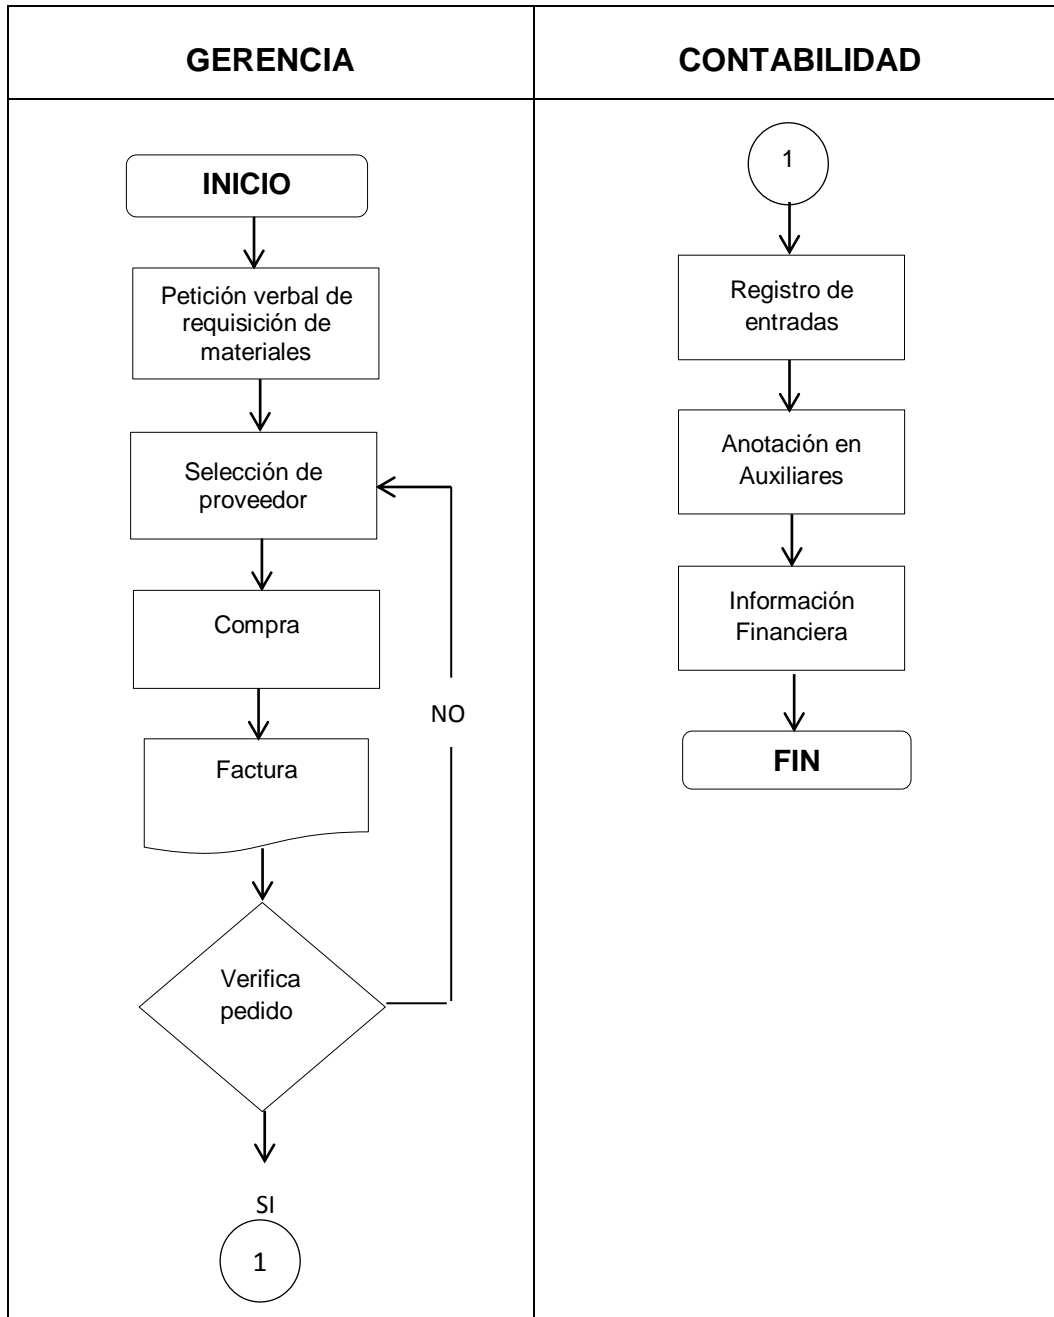 GERENCIA
INICIO
Petición verbal de
requisición de
materiales
Selección de
proveedor
Compra
NO
Factura
Verifica
pedido
SI
1
CONTABILIDAD
1
Registro de
entradas
Anotación en
Auxiliares
Información
Financiera
FIN